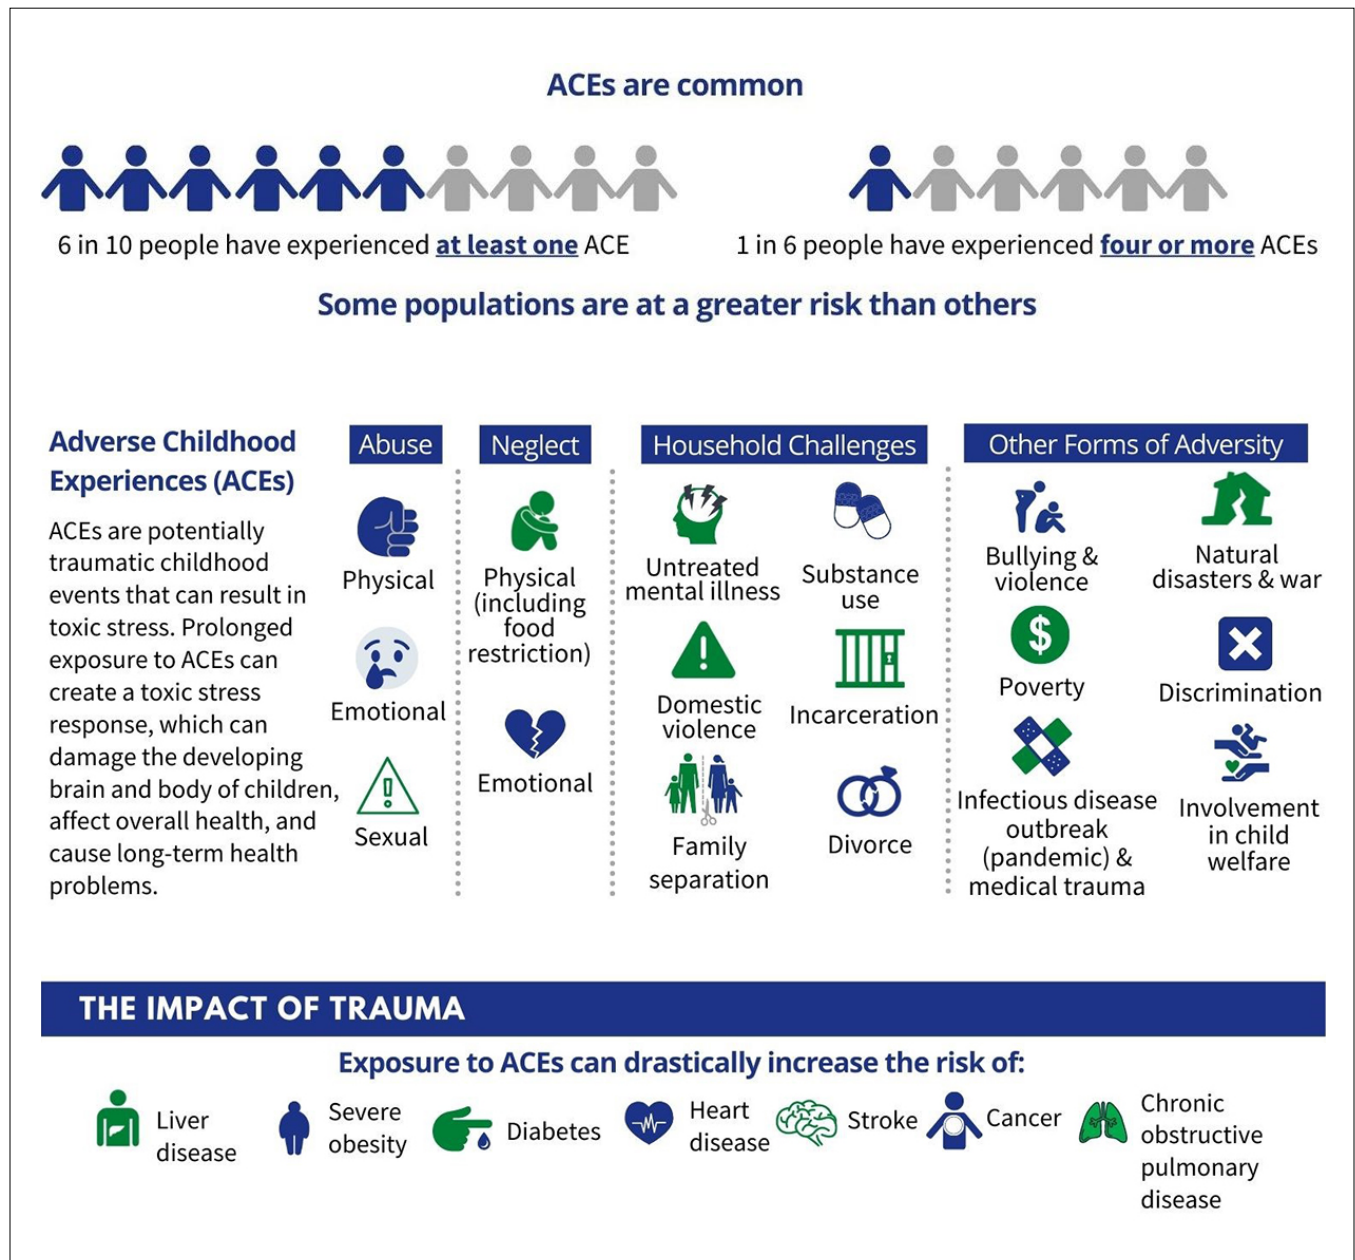 ACEs are common
6 in 10 people have experienced at least one ACE
1 in 6 people have experienced four or more ACEs
Some populations are at a greater risk than others
Adverse Childhood
Experiences (ACEs)
ACEs are potentially
traumatic childhood
events that can result in
toxic stress. Prolonged
exposure to ACEs can
create a toxic stress
response, which can
damage the developing
brain and body of children,
affect overall health, and
cause long-term health
problems.
Abuse
Physical
Emotional
Sexual
Neglect
Physical
(including
food
restriction)
Emotional
Household Challenges
Untreated
mental illness
Substance
use
Domestic
violence
Incarceration
Family
separation
Divorce
Other Forms of Adversity
Bullying &
violence
Natural
disasters & war
$
Poverty
Discrimination
Infectious disease
outbreak
(pandemic) &
medical trauma
Involvement
in child
welfare
THE IMPACT OF TRAUMA
Exposure to ACEs can drastically increase the risk of:
Liver
disease
Severe
obesity
Diabetes
Heart
disease
Stroke
Cancer
Chronic
obstructive
pulmonary
disease